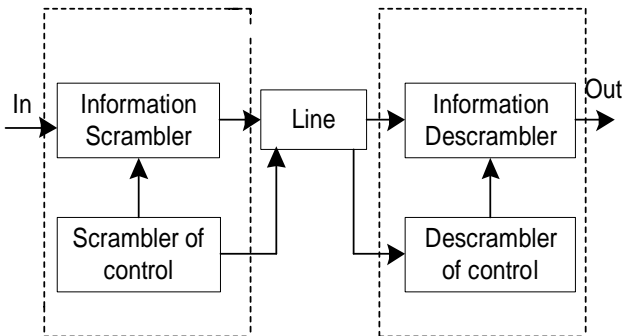 In
Information
Scrambler
Line
Information
Descrambler
Out
Scrambler of
control
Descrambler
of control